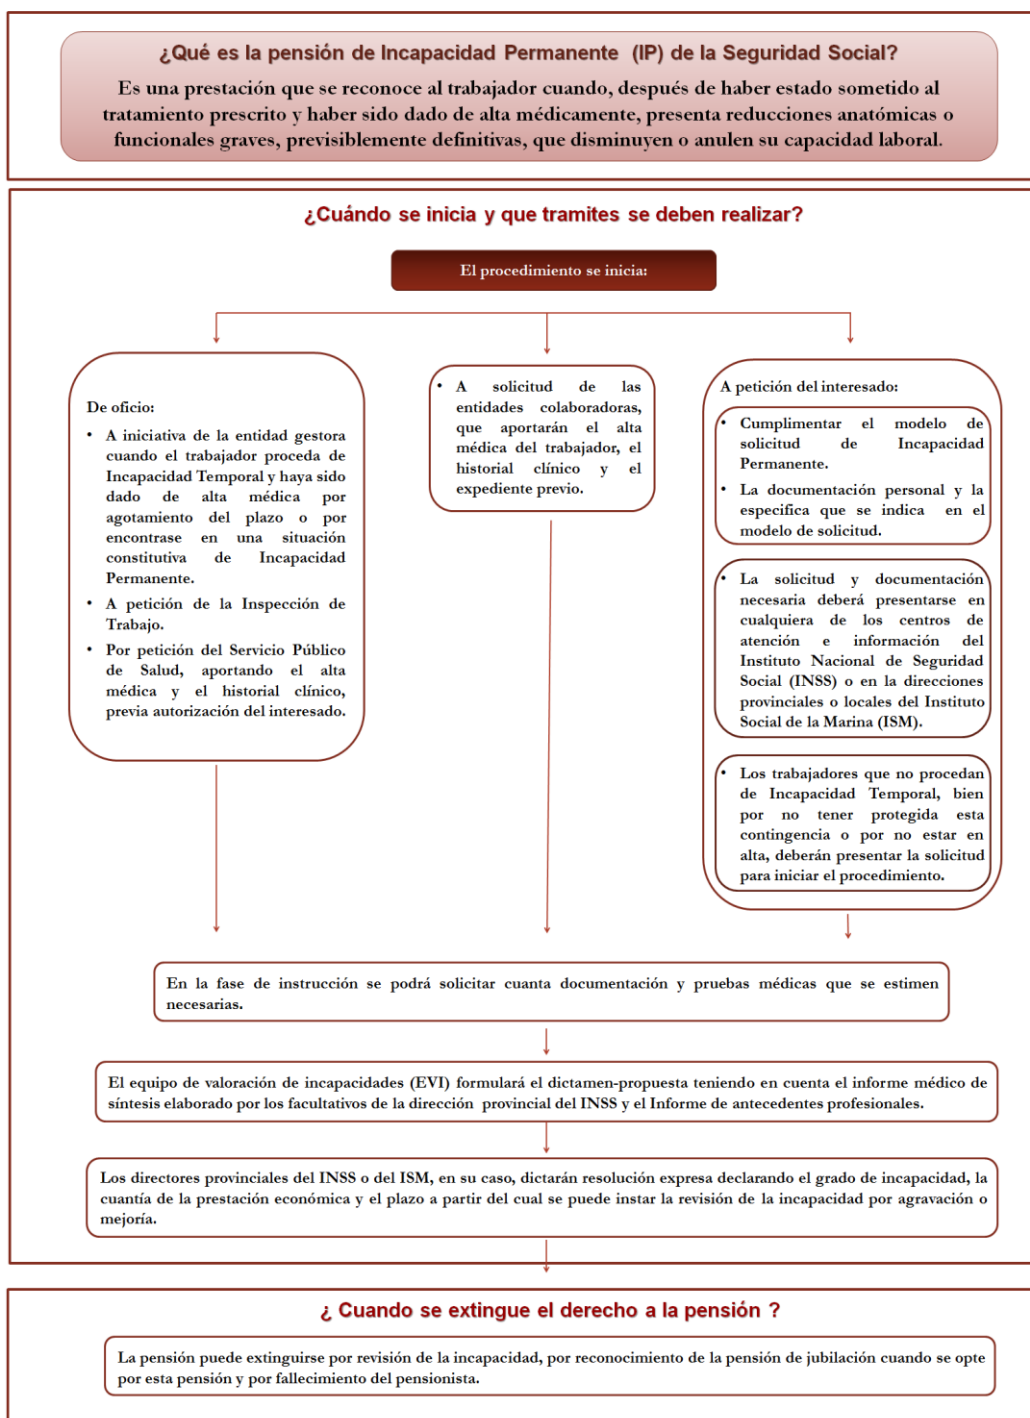 ¿Qué es la pensión de Incapacidad Permanente (IP) de la Seguridad Social?
Es una prestación que se reconoce al trabajador cuando, después de haber estado sometido al
tratamiento prescrito y haber sido dado de alta médicamente, presenta reducciones anatómicas o
funcionales graves, previsiblemente definitivas, que disminuyen o anulen su capacidad laboral.
¿Cuándo se inicia y que tramites se deben realizar?
El procedimiento se inicia:
De oficio:
• A iniciativa de la entidad gestora
cuando el trabajador proceda de
Incapacidad Temporal y haya sido
dado de alta médica por
agotamiento del plazo o por
encontrase en una situación
constitutiva de Incapacidad
Permanente.
• A petición de la Inspección de
Trabajo.
• Por petición del Servicio Público
de Salud, aportando el alta
médica y el historial clínico,
previa autorización del interesado.
• A solicitud de las
entidades colaboradoras,
que aportarán el alta
médica del trabajador, el
historial clínico y el
expediente previo.
A petición del interesado:
• Cumplimentar el modelo de
solicitud de Incapacidad
Permanente.
• La documentación personal y la
especifica que se indica en el
modelo de solicitud.
• La solicitud y documentación
necesaria deberá presentarse en
cualquiera de los centros de
atención e información del
Instituto Nacional de Seguridad
Social (INSS) o en la direcciones
provinciales o locales del Instituto
Social de la Marina (ISM).
• Los trabajadores que no procedan
de Incapacidad Temporal, bien
por no tener protegida esta
contingencia o por no estar en
alta, deberán presentar la solicitud
para iniciar el procedimiento.
En la fase de instrucción se podrá solicitar cuanta documentación y pruebas médicas que se estimen
necesarias.
El equipo de valoración de incapacidades (EVI) formulará el dictamen-propuesta teniendo en cuenta el informe médico de
síntesis elaborado por los facultativos de la dirección provincial del INSS y el Informe de antecedentes profesionales.
Los directores provinciales del INSS o del ISM, en su caso, dictarán resolución expresa declarando el grado de incapacidad, la
cuantía de la prestación económica y el plazo a partir del cual se puede instar la revisión de la incapacidad por agravación o
mejoría.
¿ Cuando se extingue el derecho a la pensión ?
La pensión puede extinguirse por revisión de la incapacidad, por reconocimiento de la pensión de jubilación cuando se opte
por esta pensión y por fallecimiento del pensionista.